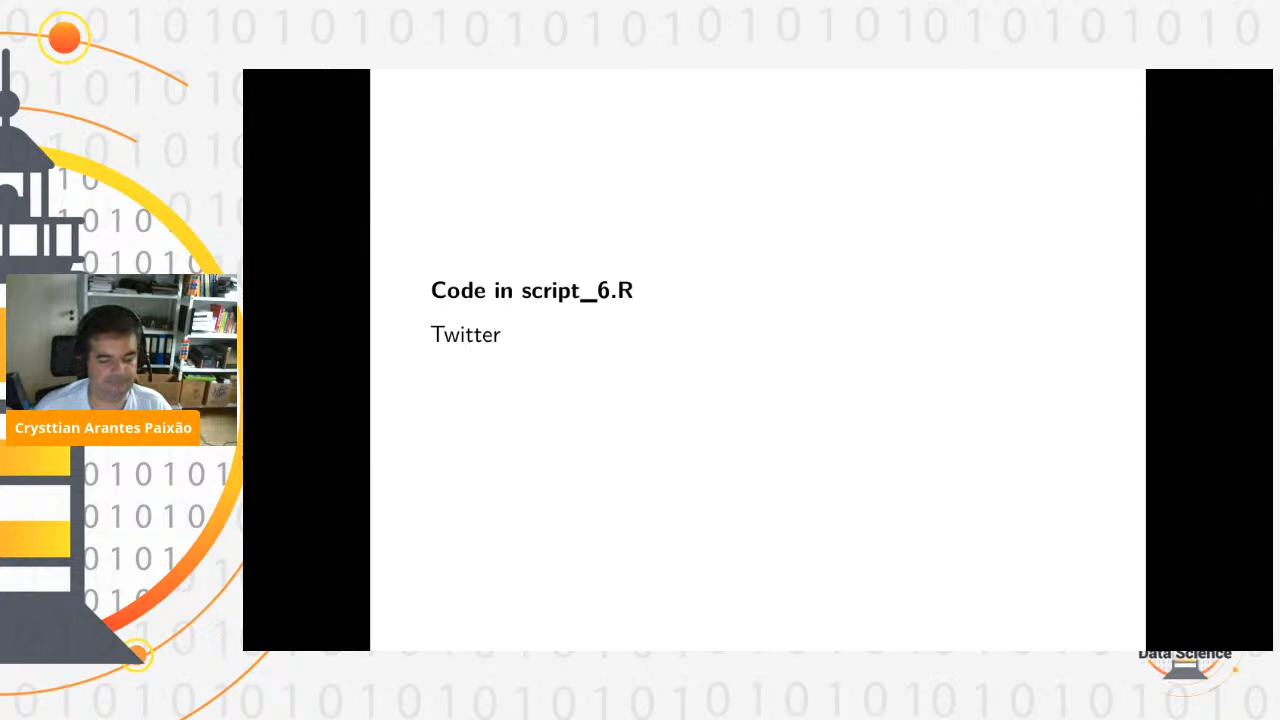 Code in script_6.R
Twitter
Crysttian Arantes Paixão
Data Science